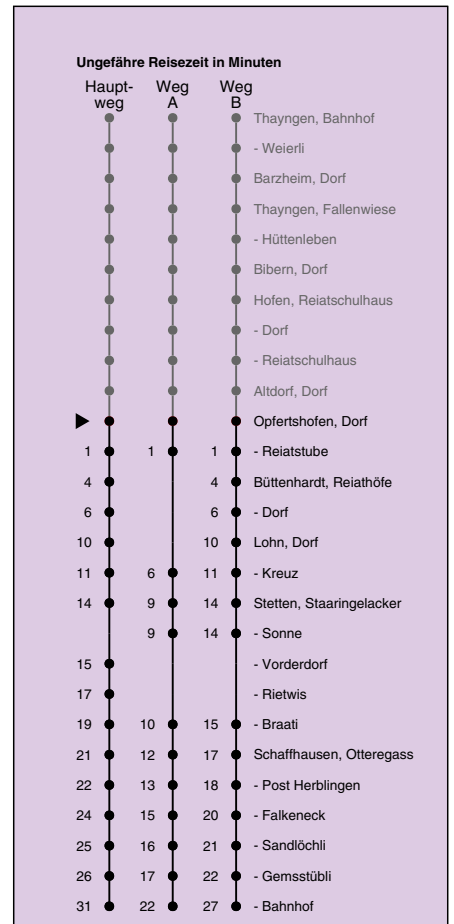 Ungefähre Reisezeit in Minuten
Haupt- Weg Weg
weg A B
Thayngen, Bahnhof
- Weierli
Barzheim, Dorf
Thayngen, Fallenwiese
- Hüttenleben
Bibern, Dorf
Hofen, Reiatschulhaus
- Dorf
- Reiatschulhaus
Altdorf, Dorf
Opfertshofen, Dorf
1 1 1 - Reiatstube
4 4 Büttenhardt, Reiathöfe
6 6 - Dorf
10 10 Lohn, Dorf
11 6 11 - Kreuz
14 9 14 Stetten, Staaringelacker
9 14 - Sonne
15 - Vorderdorf
17 - Rietwis
19 10 15 - Braati
21 12 17 Schaffhausen, Otteregass
22 13 18 - Post Herblingen
24 15 20 - Falkeneck
25 16 21 - Sandlöchli
26 17 22 - Gemsstübli
31 22 27 - Bahnhof